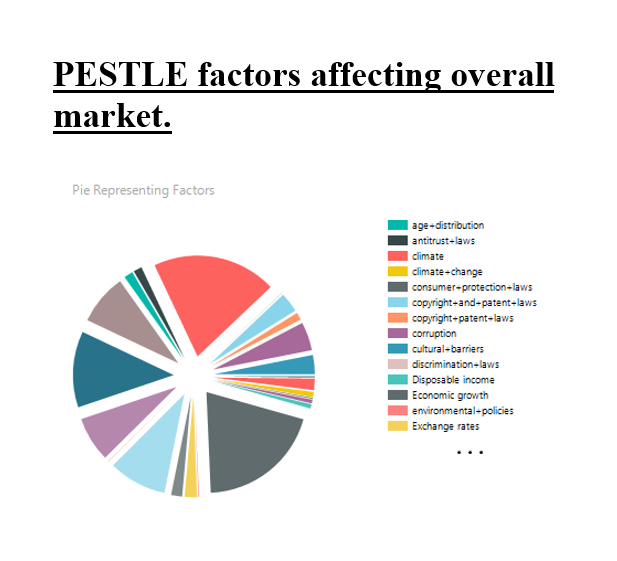 PESTLE factors affecting overall
market.
Pie Representing Factors
age+distribution
antitrust+laws
climate
climate+change
consumer+protection+laws
copyright+and+patent+laws
copyright+patent+laws
corruption
cultural+barriers
discrimination+laws
Disposable income
Economic growth
environmental+policies
Exchange rates
...